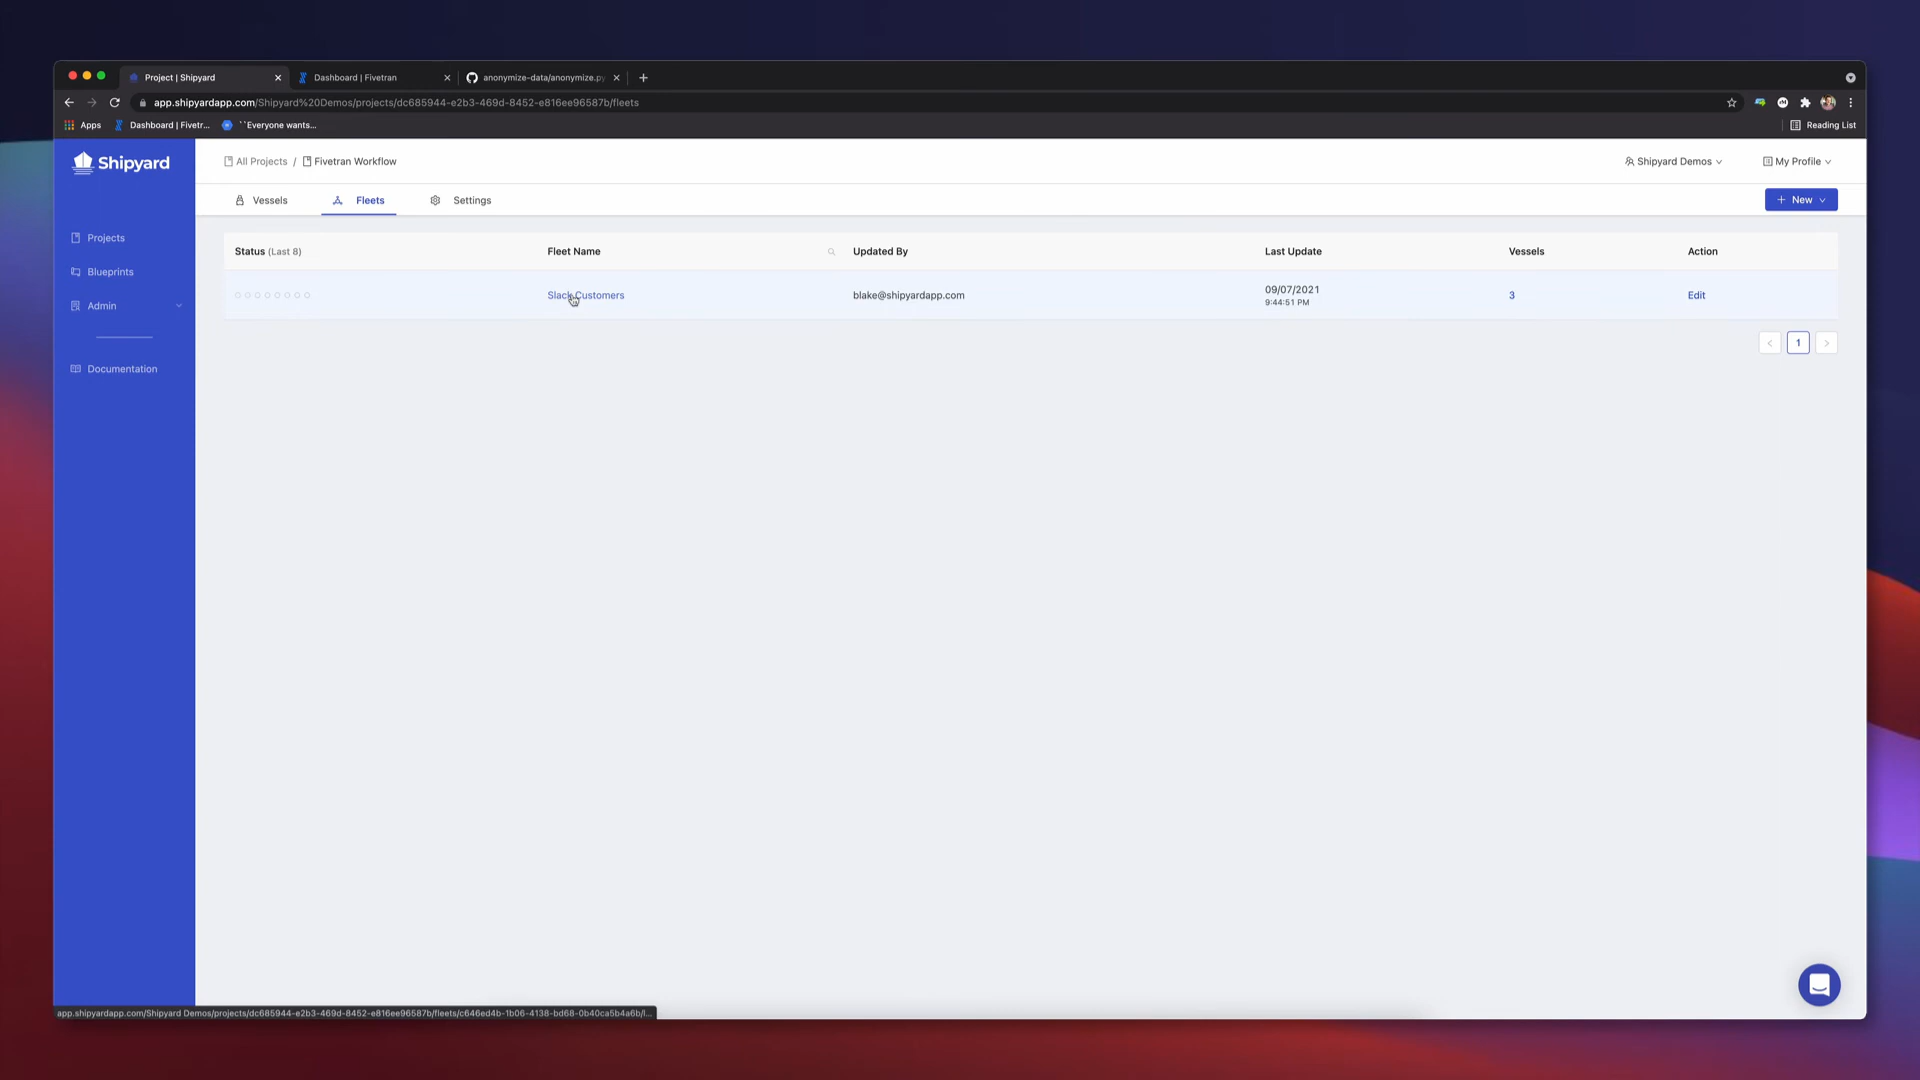 Project | Shipyard
Dashboard | Fivetran
anonymize-data/anonymize.py
app.shipyardapp.com/Shipyard%20Demos/projects/dc685944-e2b3-469d-8452-e816ee96587b/fleets
Apps
Dashboard | Fivetr...
``Everyone wants...
Reading List
Shipyard
All Projects / Fivetran Workflow
Shipyard Demos
My Profile
Vessels
Fleets
Settings
+ New
Projects
Blueprints
Admin
Documentation
Status (Last 8)
Fleet Name
Updated By
Last Update
Vessels
Action
Slack Customers
blake@shipyardapp.com
09/07/2021
9:44:51 PM
3
Edit
1
app.shipyardapp.com/Shipyard Demos/projects/dc685944-e2b3-469d-8452-e816ee96587b/fleets/c646ed4b-1b06-4138-bd68-0b40ca5b4a6b/l...